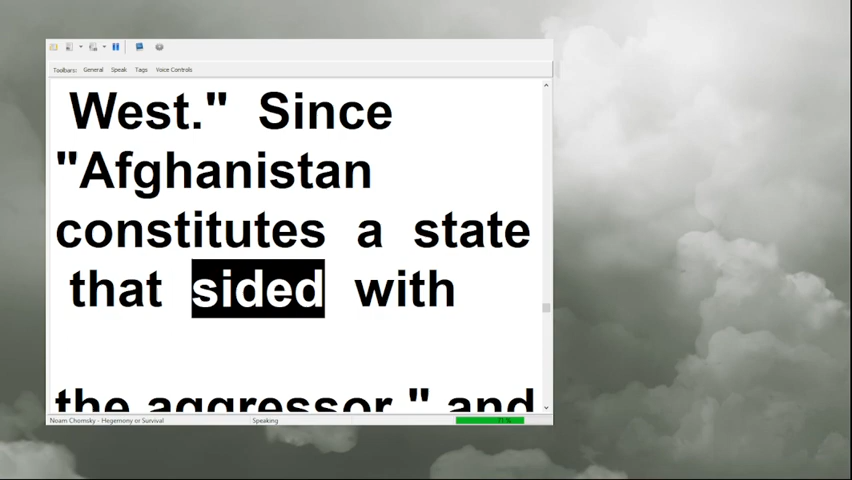 Toolbars: General Speak Tags Voice Controls
West." Since
"Afghanistan
constitutes a state
that sided with
the aggressor," and
Noam Chomsky - Hegemony or Survival Speaking 71 %